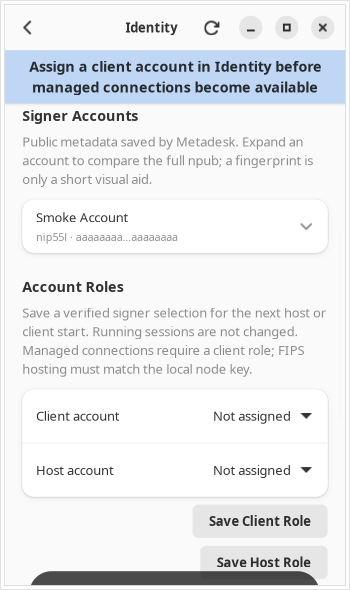 Identity
Assign a client account in Identity before
managed connections become available
Signer Accounts
Public metadata saved by Metadesk. Expand an
account to compare the full npub; a fingerprint is
only a short visual aid.
Smoke Account
nip55l · aaaaaaaa…aaaaaaaa
Account Roles
Save a verified signer selection for the next host or
client start. Running sessions are not changed.
Managed connections require a client role; FIPS
hosting must match the local node key.
Client account Not assigned
Host account Not assigned
Save Client Role
Save Host Role